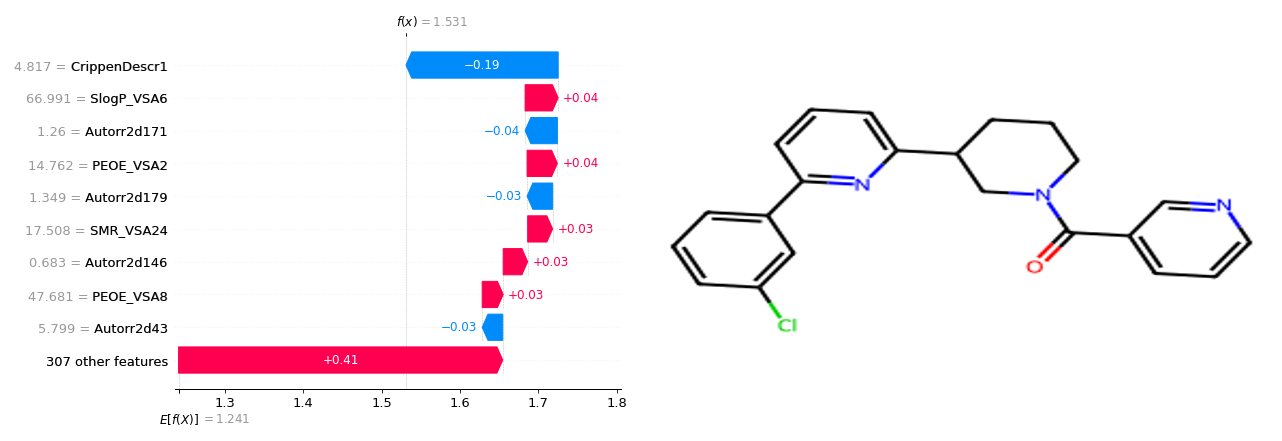 f(x) = 1.531
4.817 = CrippenDescr1
−0.19
66.991 = SlogP_VSA6
+0.04
1.26 = Autorr2d171
−0.04
14.762 = PEOE_VSA2
+0.04
1.349 = Autorr2d179
−0.03
17.508 = SMR_VSA24
+0.03
0.683 = Autorr2d146
+0.03
47.681 = PEOE_VSA8
+0.03
5.799 = Autorr2d43
−0.03
307 other features
+0.41
1.3 1.4 1.5 1.6 1.7 1.8
E[f(X)] = 1.241
N
N
N
O
Cl